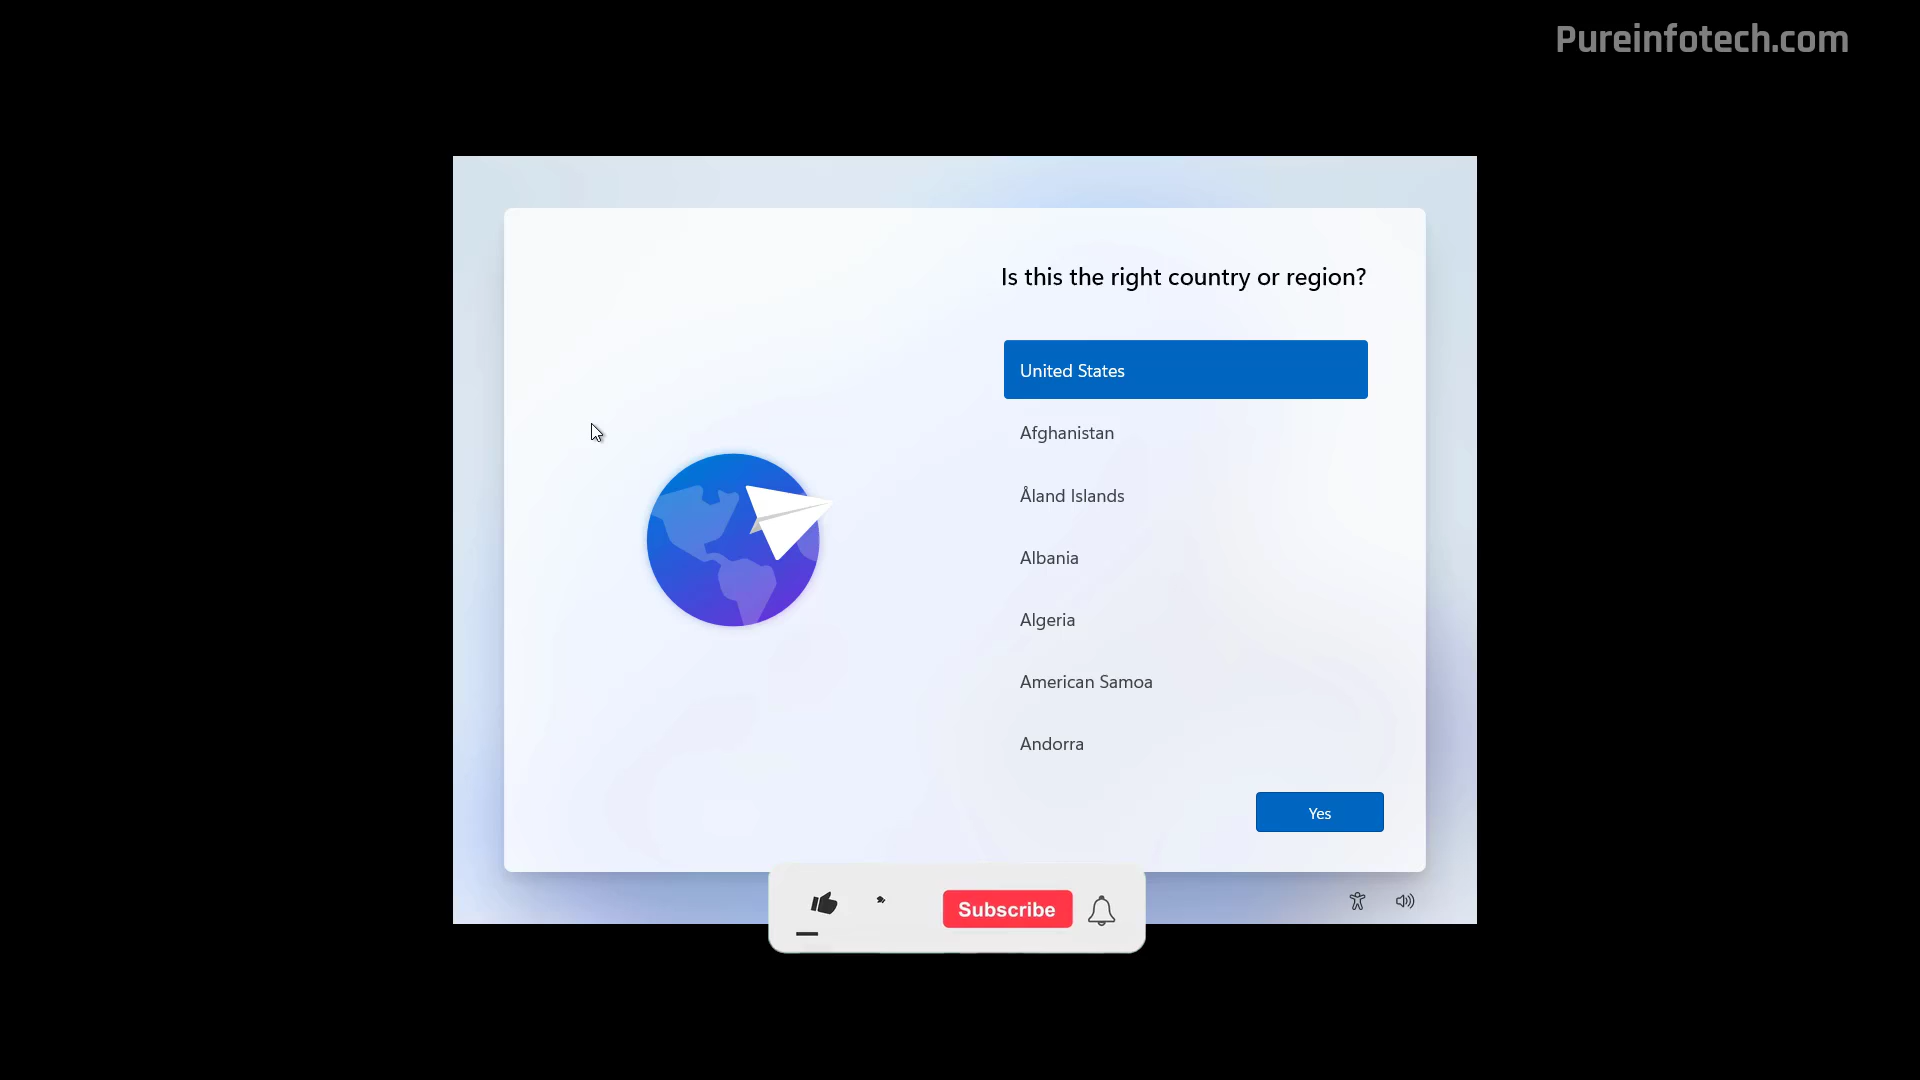 Pureinfotech.com
Is this the right country or region?
United States
Afghanistan
Åland Islands
Albania
Algeria
American Samoa
Andorra
Yes
Subscribe